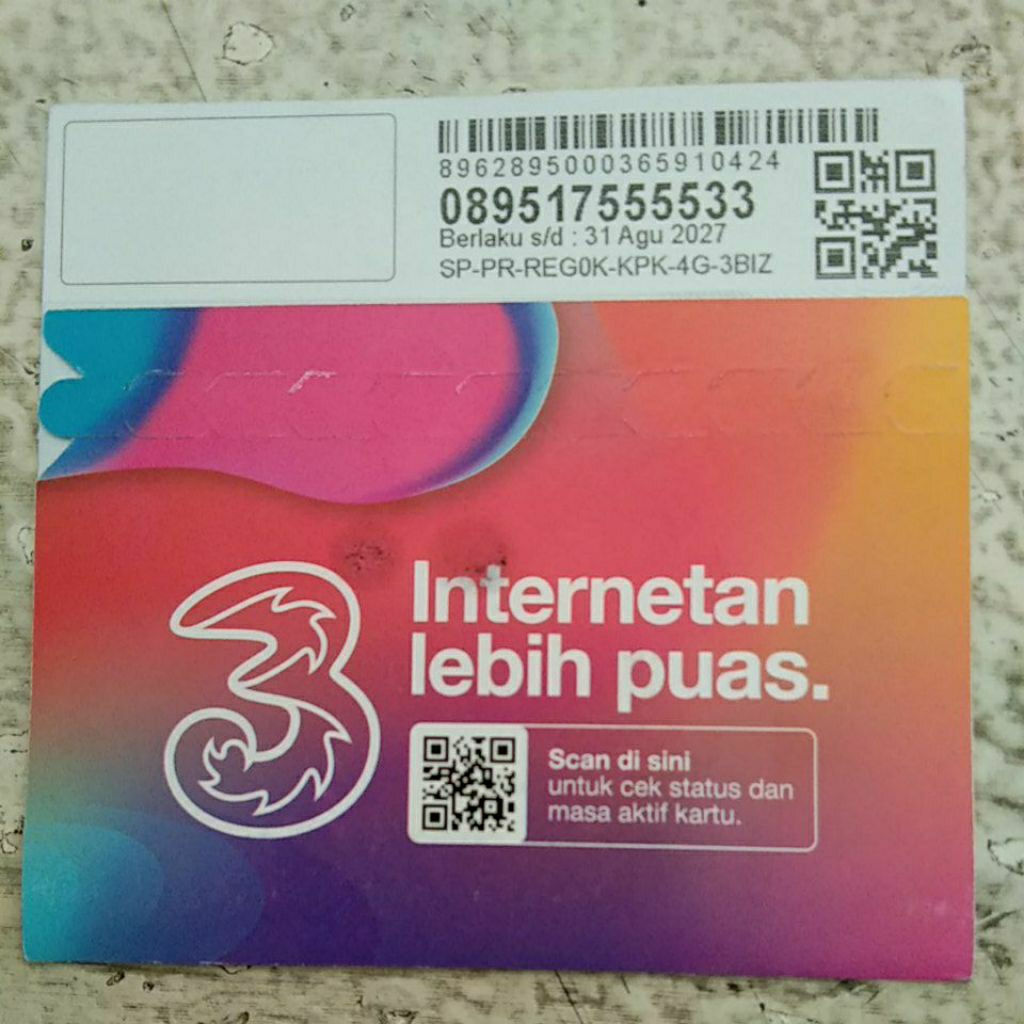 8962895000365910424
089517555533
Berlaku s/d : 31 Agu 2027
SP-PR-REG0K-KPK-4G-3BIZ
3
Internetan
lebih puas.
Scan di sini
untuk cek status dan
masa aktif kartu.